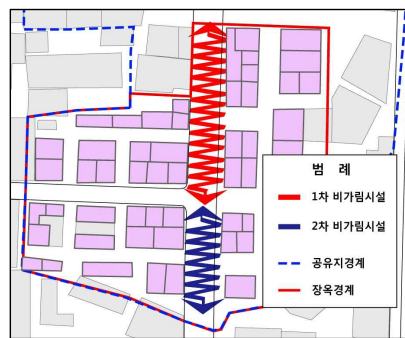 범 례
1차 비가림시설
2차 비가림시설
공유지경계
장옥경계